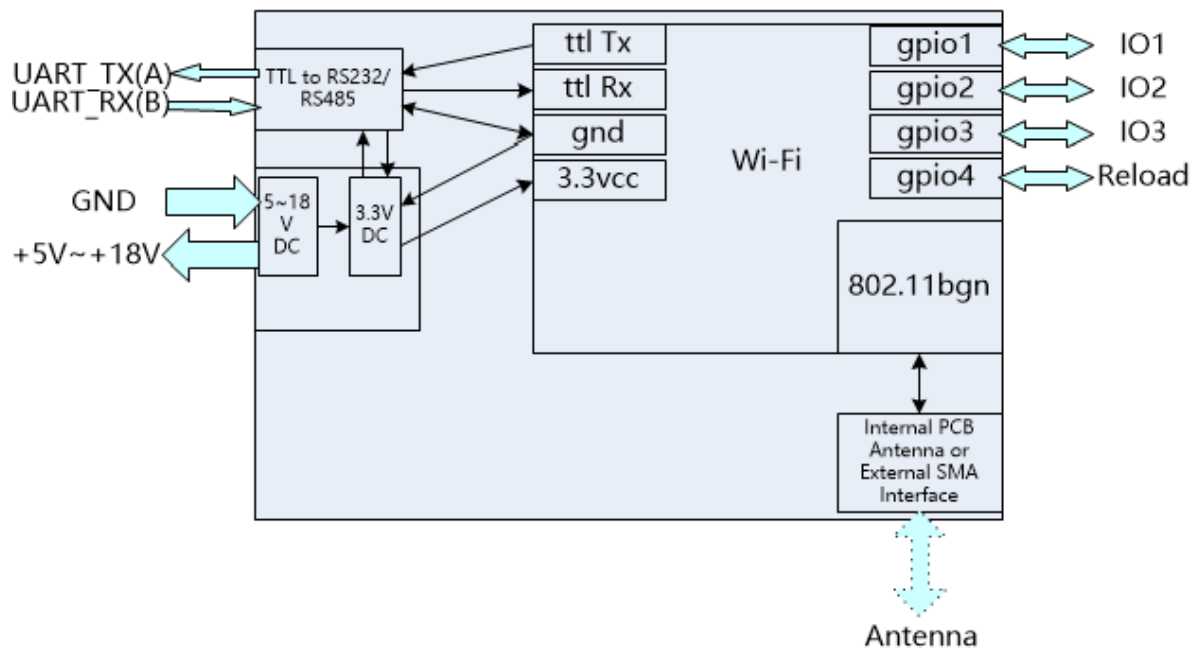 UART_TX(A)
UART_RX(B)
GND
+5V~+18V
TTL to RS232/
RS485
5~18
V
DC
3.3V
DC
ttl Tx
ttl Rx
gnd
3.3vcc
Wi-Fi
gpio1
gpio2
gpio3
gpio4
IO1
IO2
IO3
Reload
802.11bgn
Internal PCB
Antenna or
External SMA
Interface
Antenna